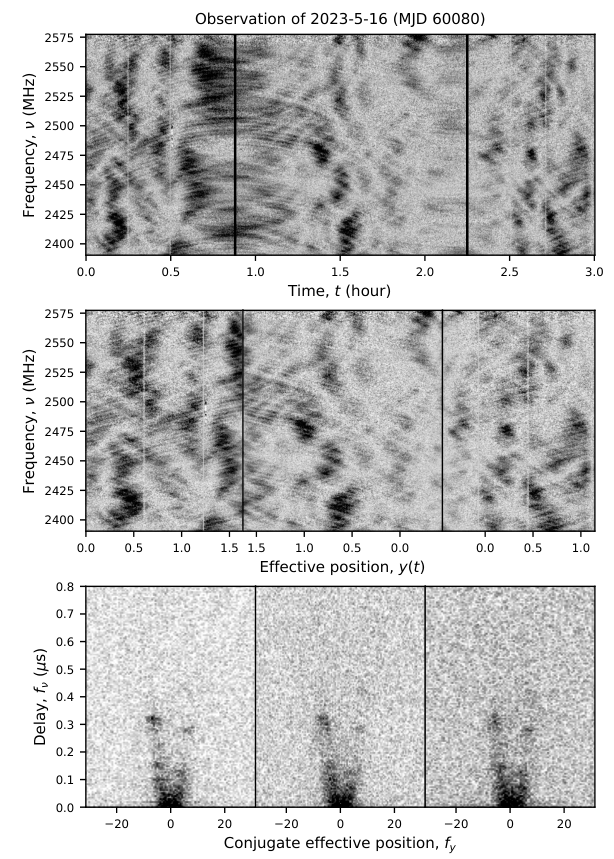 Observation of 2023-5-16 (MJD 60080)
2575
2550
2525
2500
2475
2450
2425
2400
Frequency, ν (MHz)
0.0 0.5 1.0 1.5 2.0 2.5 3.0
Time, t (hour)
2575
2550
2525
2500
2475
2450
2425
2400
Frequency, ν (MHz)
0.0 0.5 1.0 1.5 1.5 1.0 0.5 0.0 0.0 0.5 1.0
Effective position, y(t)
0.8
0.7
0.6
0.5
0.4
0.3
0.2
0.1
0.0
Delay, fν (μs)
−20 0 20 −20 0 20 −20 0 20
Conjugate effective position, fy